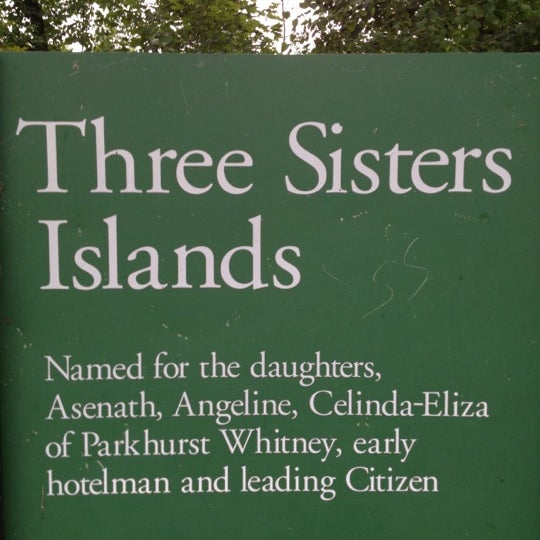 Three Sisters
Islands
Named for the daughters,
Asenath, Angeline, Celinda-Eliza
of Parkhurst Whitney, early
hotelman and leading Citizen